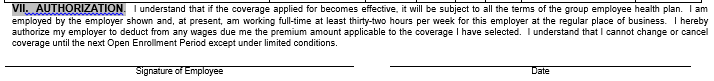 VII. AUTHORIZATION. I understand that if the coverage applied for becomes effective, it will be subject to all the terms of the group employee health plan. I am
employed by the employer shown and, at present, am working full-time at least thirty-two hours per week for this employer at the regular place of business. I hereby
authorize my employer to deduct from any wages due me the premium amount applicable to the coverage I have selected. I understand that I cannot change or cancel
coverage until the next Open Enrollment Period except under limited conditions.
Signature of Employee Date